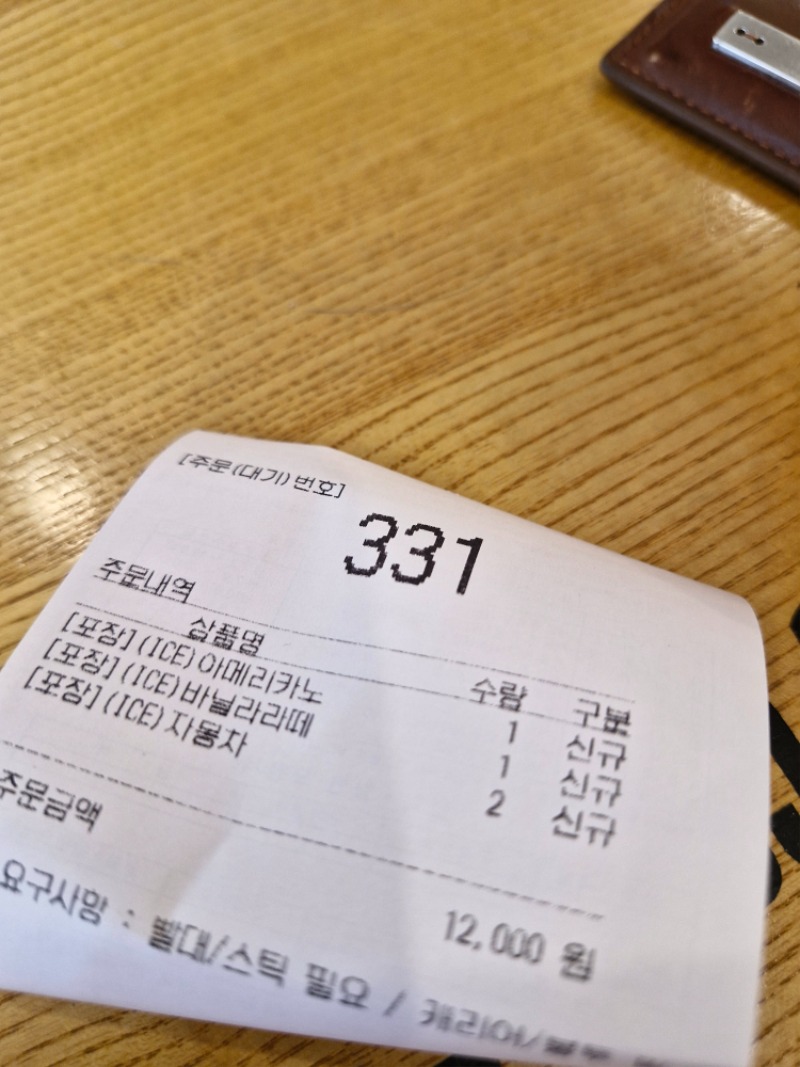 [주문(대기)번호]
331
주문내역
상품명 수량 구분
[포장](ICE)아메리카노 1 신규
[포장](ICE)바닐라라떼 1 신규
[포장](ICE)자몽차 2 신규
주문금액 12,000 원
요구사항 : 빨대/스틱 필요 / 캐리어/